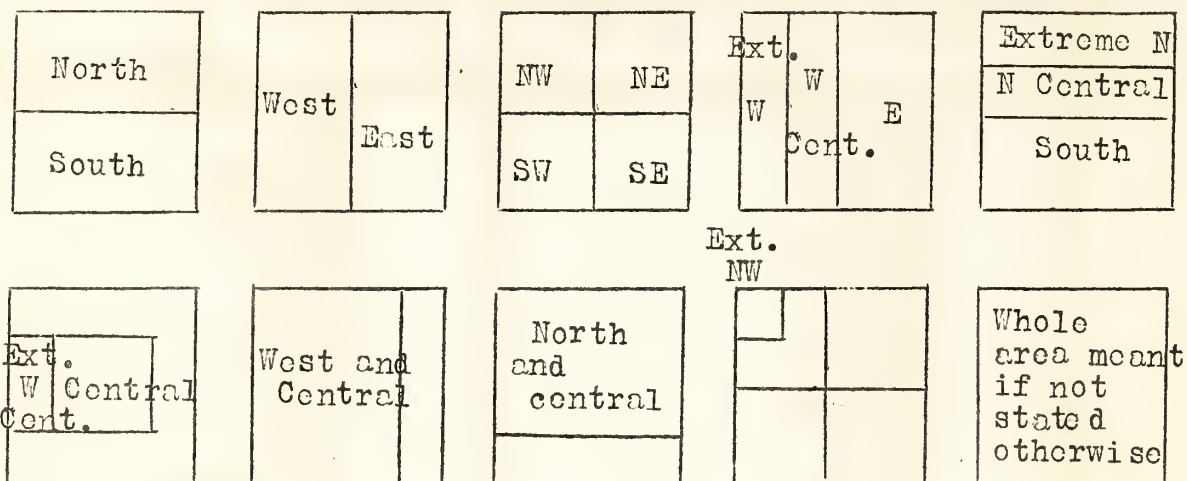 North
South
West
East
NW NE
SW SE
Ext.
W
W
Cent.
E
Extreme N
N Central
South
Ext.
W
Cent.
Central
West and
Central
North
and
central
Ext.
NW
Whole
area meant
if not
stated
otherwise